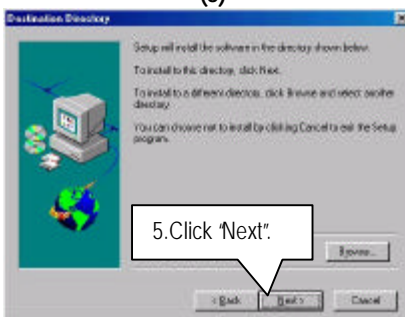 (5)
Destination Directory
Setup will install the software in the directory shown below.
To install to this directory, click Next.
To install to a different directory, click Browse and select another
directory.
You can choose not to install by clicking Cancel to exit the Setup
program.
5.Click "Next".
Browse...
< Back
Next >
Cancel